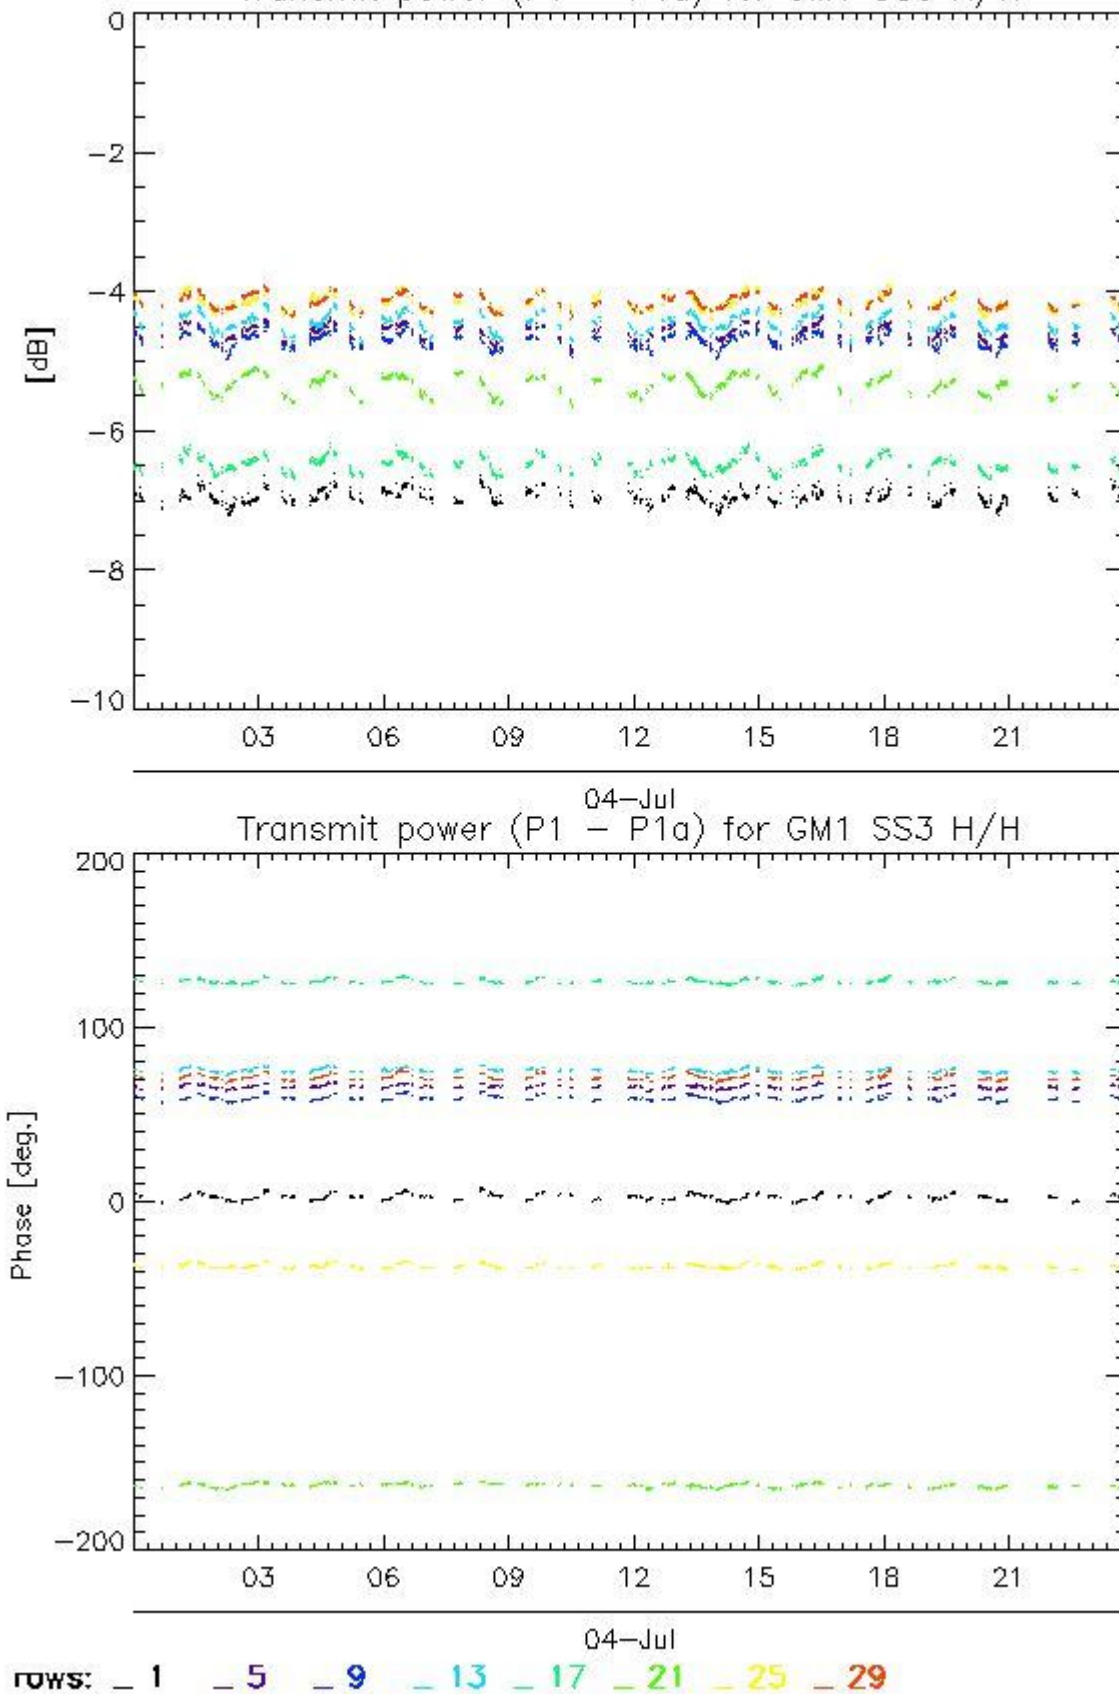 0
−2
−4
[dB]
−6
−8
−10
03 06 09 12 15 18 21
04−Jul
Transmit power (P1 − P1a) for GM1 SS3 H/H
200
100
Phase [deg.]
0
−100
−200
03 06 09 12 15 18 21
04−Jul
rows: _ 1 _ 5 _ 9 _ 13 _ 17 _ 21 _ 25 _ 29